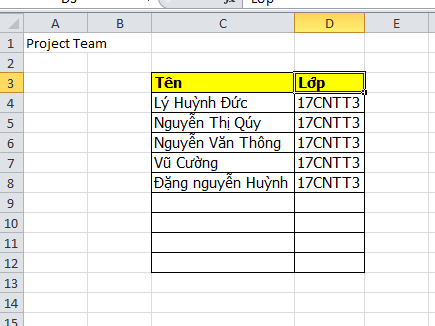 A B C D E F
1 Project Team
2
3 Tên Lớp
4 Lý Huỳnh Đức 17CNTT3
5 Nguyễn Thị Qúy 17CNTT3
6 Nguyễn Văn Thông 17CNTT3
7 Vũ Cường 17CNTT3
8 Đặng nguyễn Huỳnh 17CNTT3
9
10
11
12
13
14
15